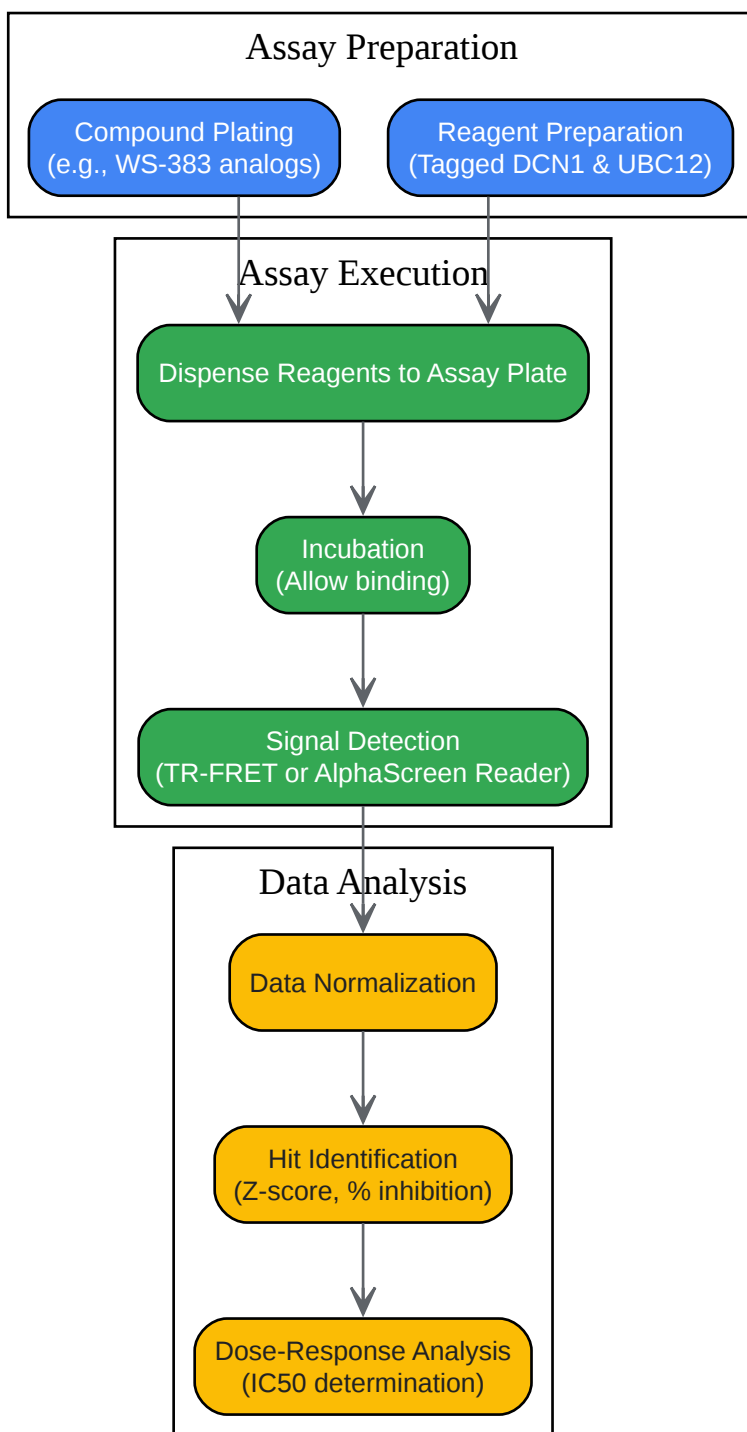 Assay Preparation
Compound Plating
(e.g., WS-383 analogs)
Reagent Preparation
(Tagged DCN1 & UBC12)
Assay Execution
Dispense Reagents to Assay Plate
Incubation
(Allow binding)
Signal Detection
(TR-FRET or AlphaScreen Reader)
Data Analysis
Data Normalization
Hit Identification
(Z-score, % inhibition)
Dose-Response Analysis
(IC50 determination)